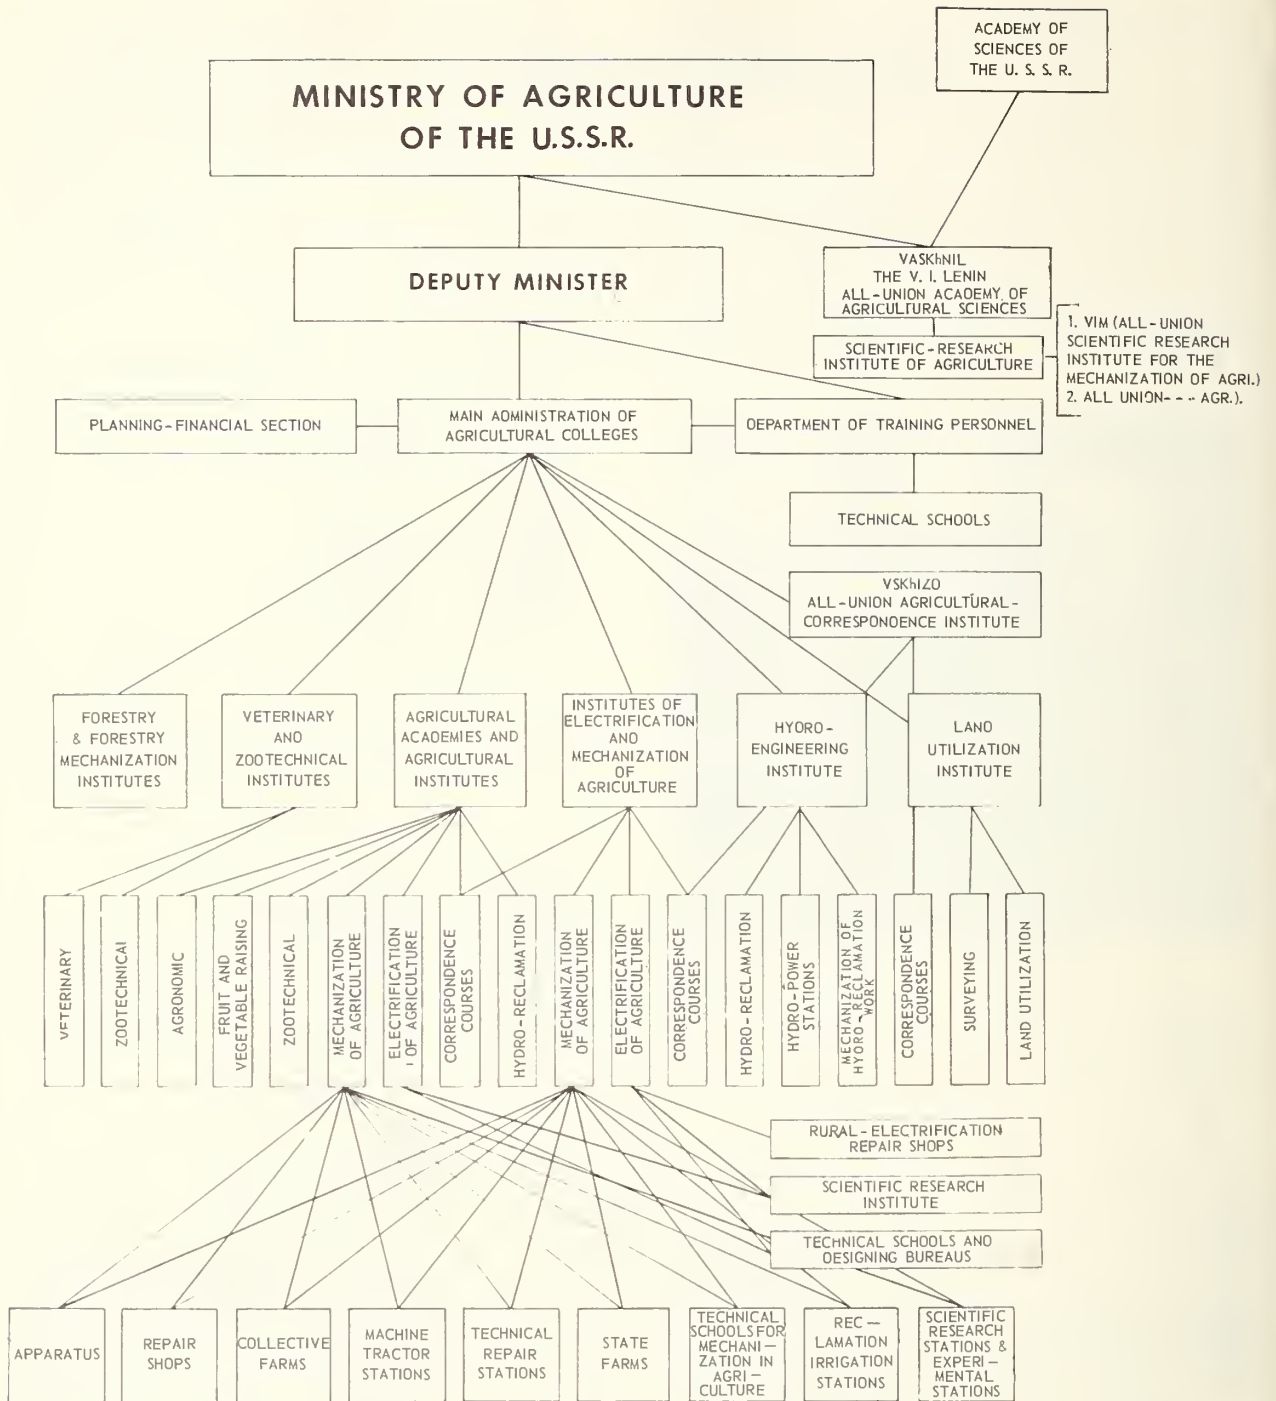 ACADEMY OF
SCIENCES OF
THE U. S. S. R.
MINISTRY OF AGRICULTURE
OF THE U.S.S.R.
DEPUTY MINISTER
VASKhNIL
THE V. I. LENIN
ALL-UNION ACADEMY OF
AGRICULTURAL SCIENCES
SCIENTIFIC-RESEARCH
INSTITUTE OF AGRICULTURE
1. VIM (ALL-UNION
SCIENTIFIC RESEARCH
INSTITUTE FOR THE
MECHANIZATION OF AGRI.)
2. ALL UNION- - - AGR.).
PLANNING-FINANCIAL SECTION
MAIN ADMINISTRATION OF
AGRICULTURAL COLLEGES
DEPARTMENT OF TRAINING PERSONNEL
TECHNICAL SCHOOLS
VSKhIZO
ALL-UNION AGRICULTURAL-
CORRESPONDENCE INSTITUTE
FORESTRY
& FORESTRY
MECHANIZATION
INSTITUTES
VETERINARY
AND
ZOOTECHNICAL
INSTITUTES
AGRICULTURAL
ACADEMIES AND
AGRICULTURAL
INSTITUTES
INSTITUTES OF
ELECTRIFICATION
AND
MECHANIZATION
OF
AGRICULTURE
HYDRO-
ENGINEERING
INSTITUTE
LAND
UTILIZATION
INSTITUTE
VETERINARY
ZOOTECHNICAL
AGRONOMIC
FRUIT AND
VEGETABLE RAISING
ZOOTECHNICAL
MECHANIZATION
OF AGRICULTURE
ELECTRIFICATION
OF AGRICULTURE
CORRESPONDENCE
COURSES
HYDRO-RECLAMATION
MECHANIZATION
OF AGRICULTURE
ELECTRIFICATION
OF AGRICULTURE
CORRESPONDENCE
COURSES
HYDRO-RECLAMATION
HYDRO-POWER
STATIONS
MECHANIZATION OF
HYDRO-RECLAMATION
WORK
CORRESPONDENCE
COURSES
SURVEYING
LAND UTILIZATION
RURAL-ELECTRIFICATION
REPAIR SHOPS
SCIENTIFIC RESEARCH
INSTITUTE
TECHNICAL SCHOOLS AND
DESIGNING BUREAUS
APPARATUS
REPAIR
SHOPS
COLLECTIVE
FARMS
MACHINE
TRACTOR
STATIONS
TECHNICAL
REPAIR
STATIONS
STATE
FARMS
TECHNICAL
SCHOOLS FOR
MECHANI-
ZATION IN
AGRI-
CULTURE
REC-
LAMATION
IRRIGATION
STATIONS
SCIENTIFIC
RESEARCH
STATIONS &
EXPERI-
MENTAL
STATIONS